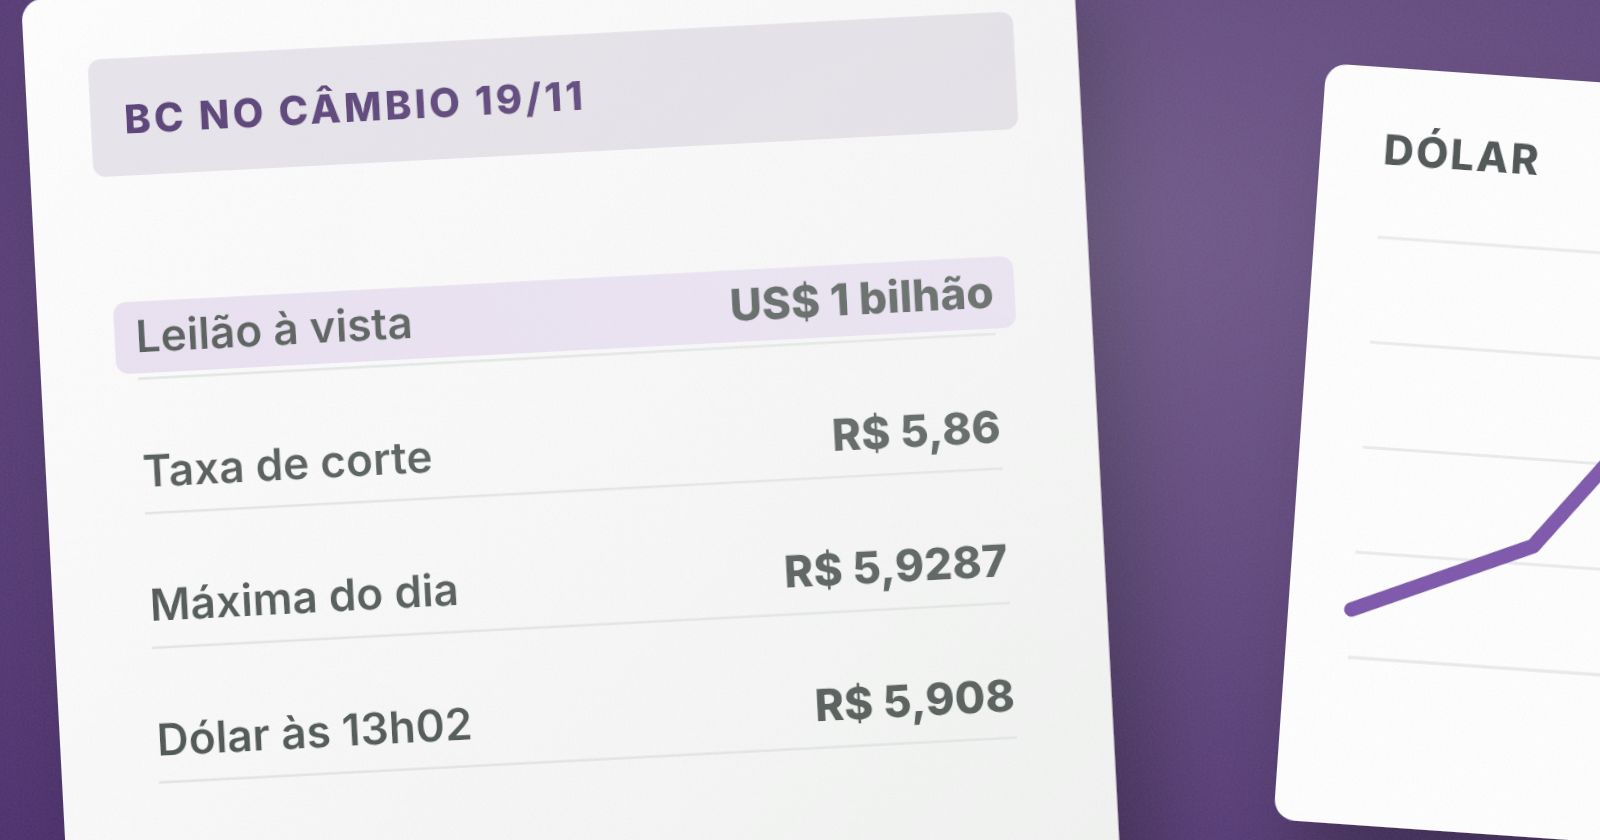 BC NO CÂMBIO 19/11
Leilão à vista US$ 1 bilhão
Taxa de corte R$ 5,86
Máxima do dia R$ 5,9287
Dólar às 13h02 R$ 5,908
DÓLAR